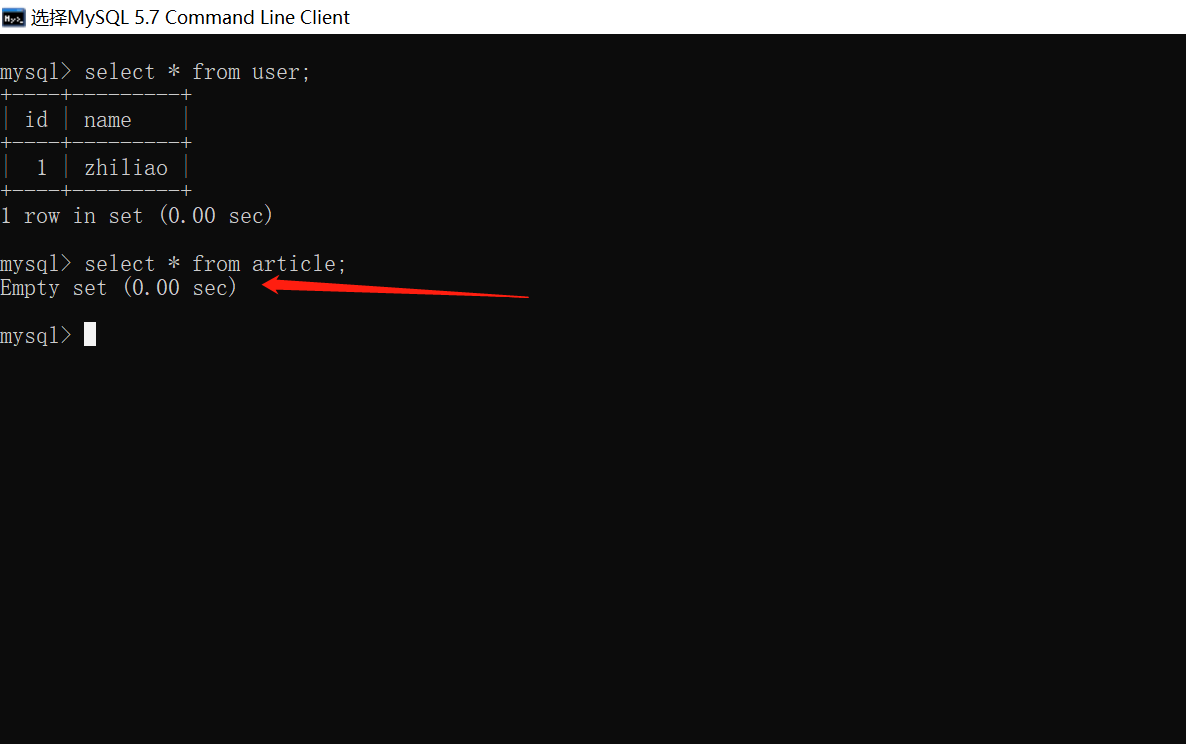 选择MySQL 5.7 Command Line Client
mysql> select * from user;
+----+---------+
| id | name    |
+----+---------+
|  1 | zhiliao |
+----+---------+
1 row in set (0.00 sec)
mysql> select * from article;
Empty set (0.00 sec)
mysql>